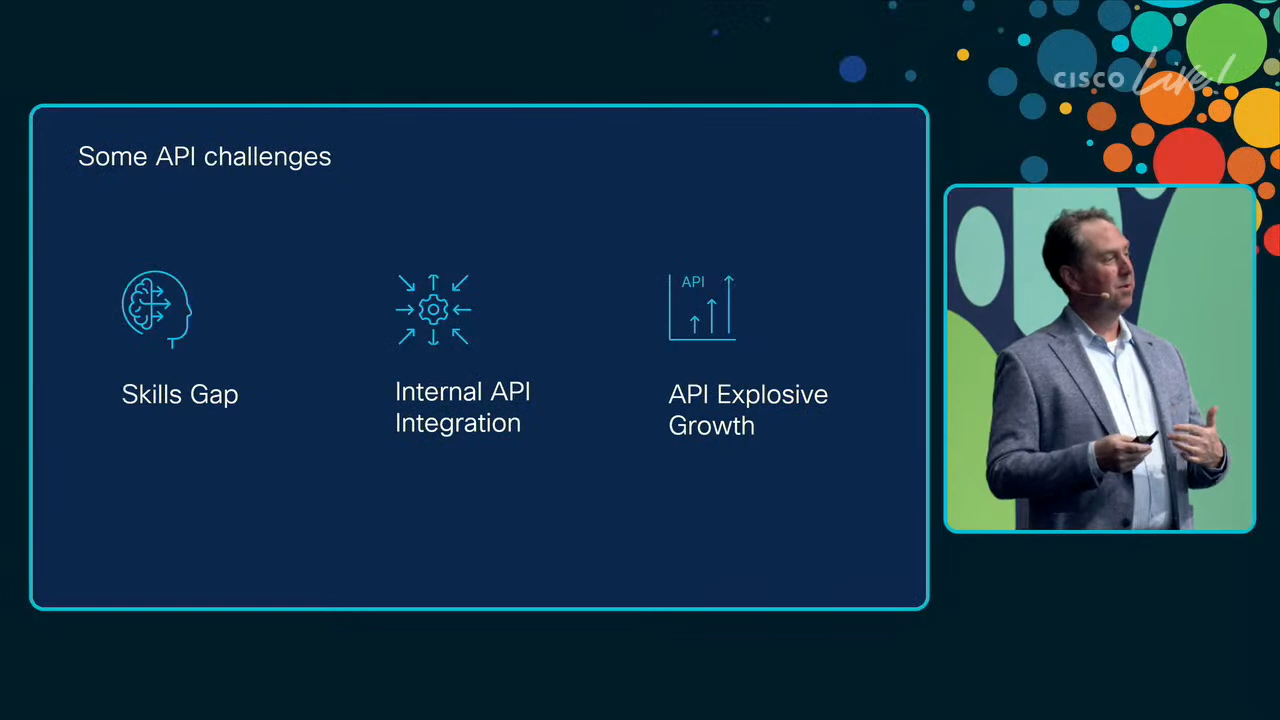 CISCO Live!
Some API challenges
API
Skills Gap
Internal API
Integration
API Explosive
Growth